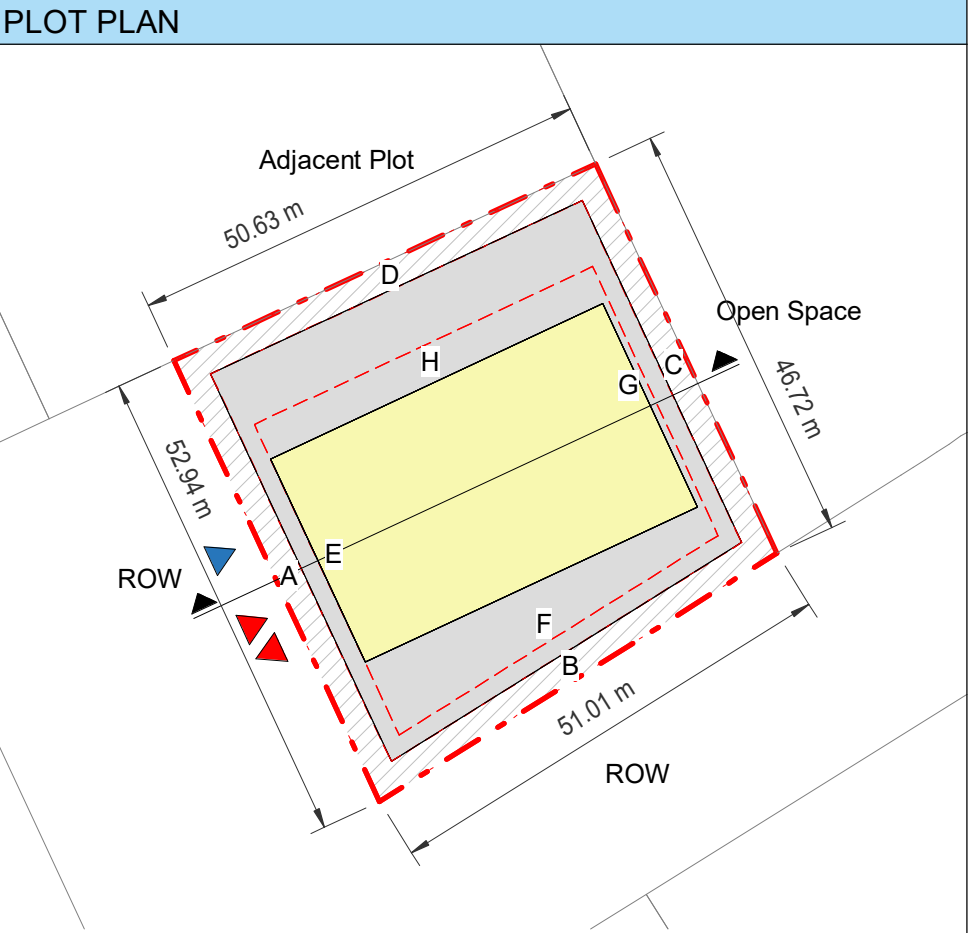 PLOT PLAN
Adjacent Plot
50.63 m
D
Open Space
H
C
G
46.72 m
52.94 m
E
A
ROW
F
B
51.01 m
ROW